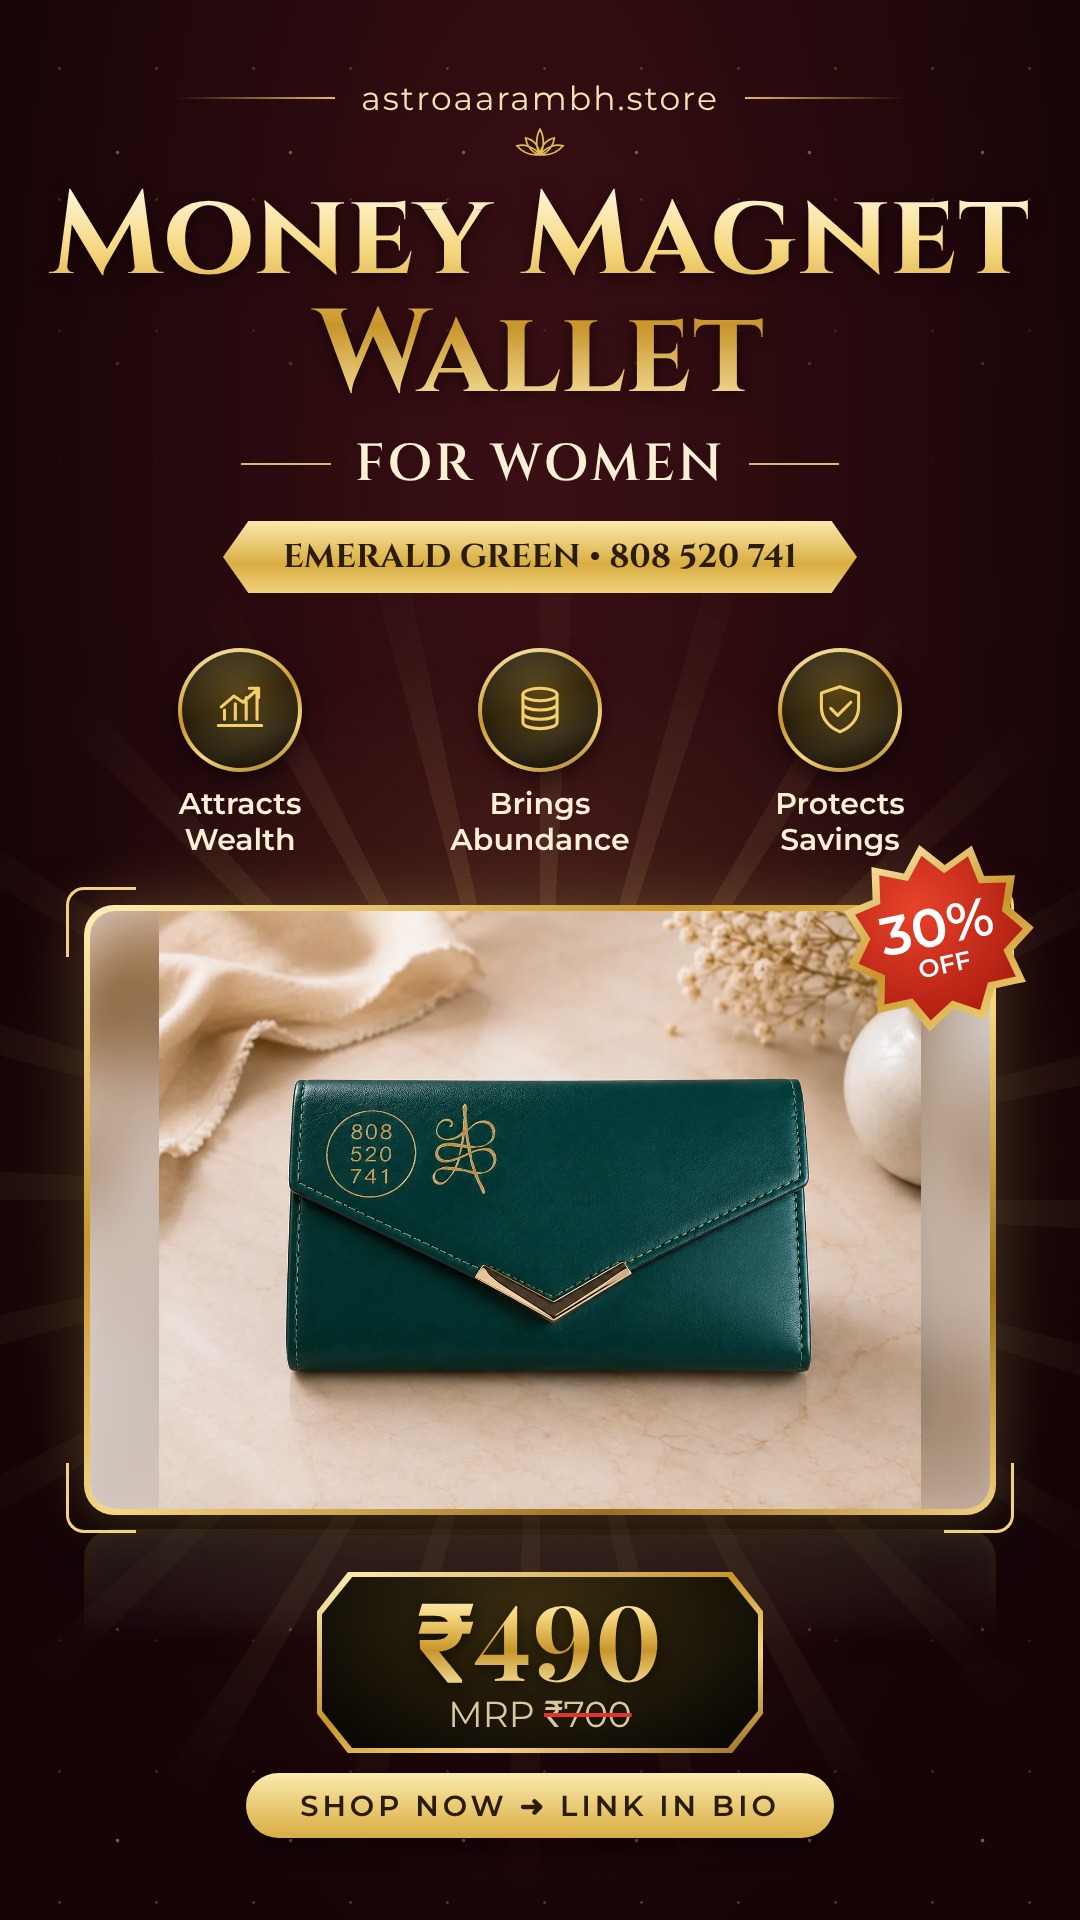 astroaarambh.store
MONEY MAGNET
WALLET
FOR WOMEN
EMERALD GREEN • 808 520 741
Attracts
Wealth
Brings
Abundance
Protects
Savings
30%
OFF
808
520
741
₹490
MRP ₹700
SHOP NOW ➜ LINK IN BIO